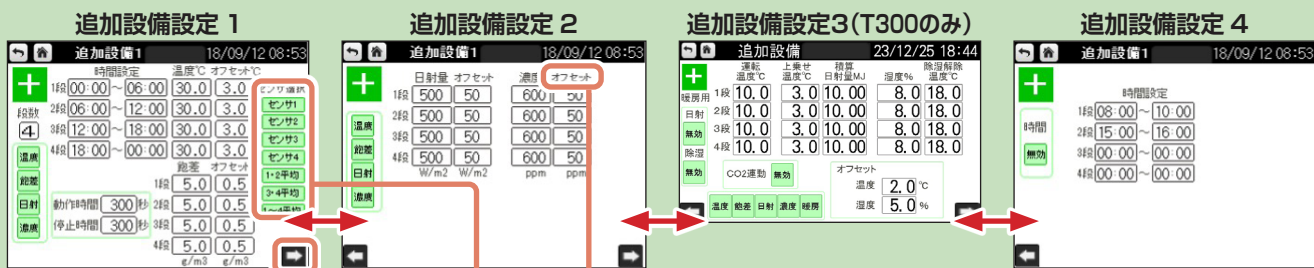 追加設備設定 1
追加設備1 18/09/12 08:53
時間設定 温度℃ オフセット℃
1段 00:00 ～ 06:00 30.0 3.0 センサ選択
2段 06:00 ～ 12:00 30.0 3.0 センサ1
3段 12:00 ～ 18:00 30.0 3.0 センサ2
4段 18:00 ～ 00:00 30.0 3.0 センサ3
センサ4
1・2平均
3・4平均
1～4平均
段数
4
温度
飽差
日射
濃度
飽差 オフセット
1段 5.0 0.5
動作時間 300 秒 2段 5.0 0.5
停止時間 300 秒 3段 5.0 0.5
4段 5.0 0.5
g/m3 g/m3
追加設備設定 2
追加設備1 18/09/12 08:53
日射量 オフセット 濃度 オフセット
1段 500 50 600 50
2段 500 50 600 50
3段 500 50 600 50
4段 500 50 600 50
W/m2 W/m2 ppm ppm
温度
飽差
日射
濃度
追加設備設定3（T300のみ）
追加設備 23/12/25 18:44
運転 上乗せ 積算 除湿解除
温度℃ 温度℃ 日射量MJ 湿度% 温度℃
1段 10.0 3.0 10.00 8.0 18.0
2段 10.0 3.0 10.00 8.0 18.0
3段 10.0 3.0 10.00 8.0 18.0
4段 10.0 3.0 10.00 8.0 18.0
暖房用
日射
無効
除湿
無効
CO2連動 無効
オフセット
温度 2.0 ℃
湿度 5.0 %
温度 飽差 日射 濃度 暖房
追加設備設定 4
追加設備1 18/09/12 08:53
時間設定
1段 08:00 ～ 10:00
2段 15:00 ～ 16:00
3段 00:00 ～ 00:00
4段 00:00 ～ 00:00
時間
無効